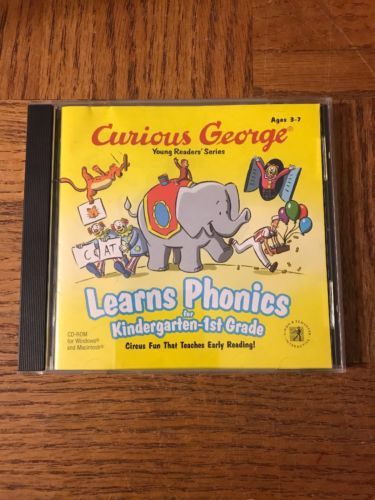 Ages 3-7
Curious George®
Young Readers' Series
C AT
Learns Phonics
for
Kindergarten-1st Grade
CD-ROM
for Windows®
and Macintosh®
Circus Fun That Teaches Early Reading!